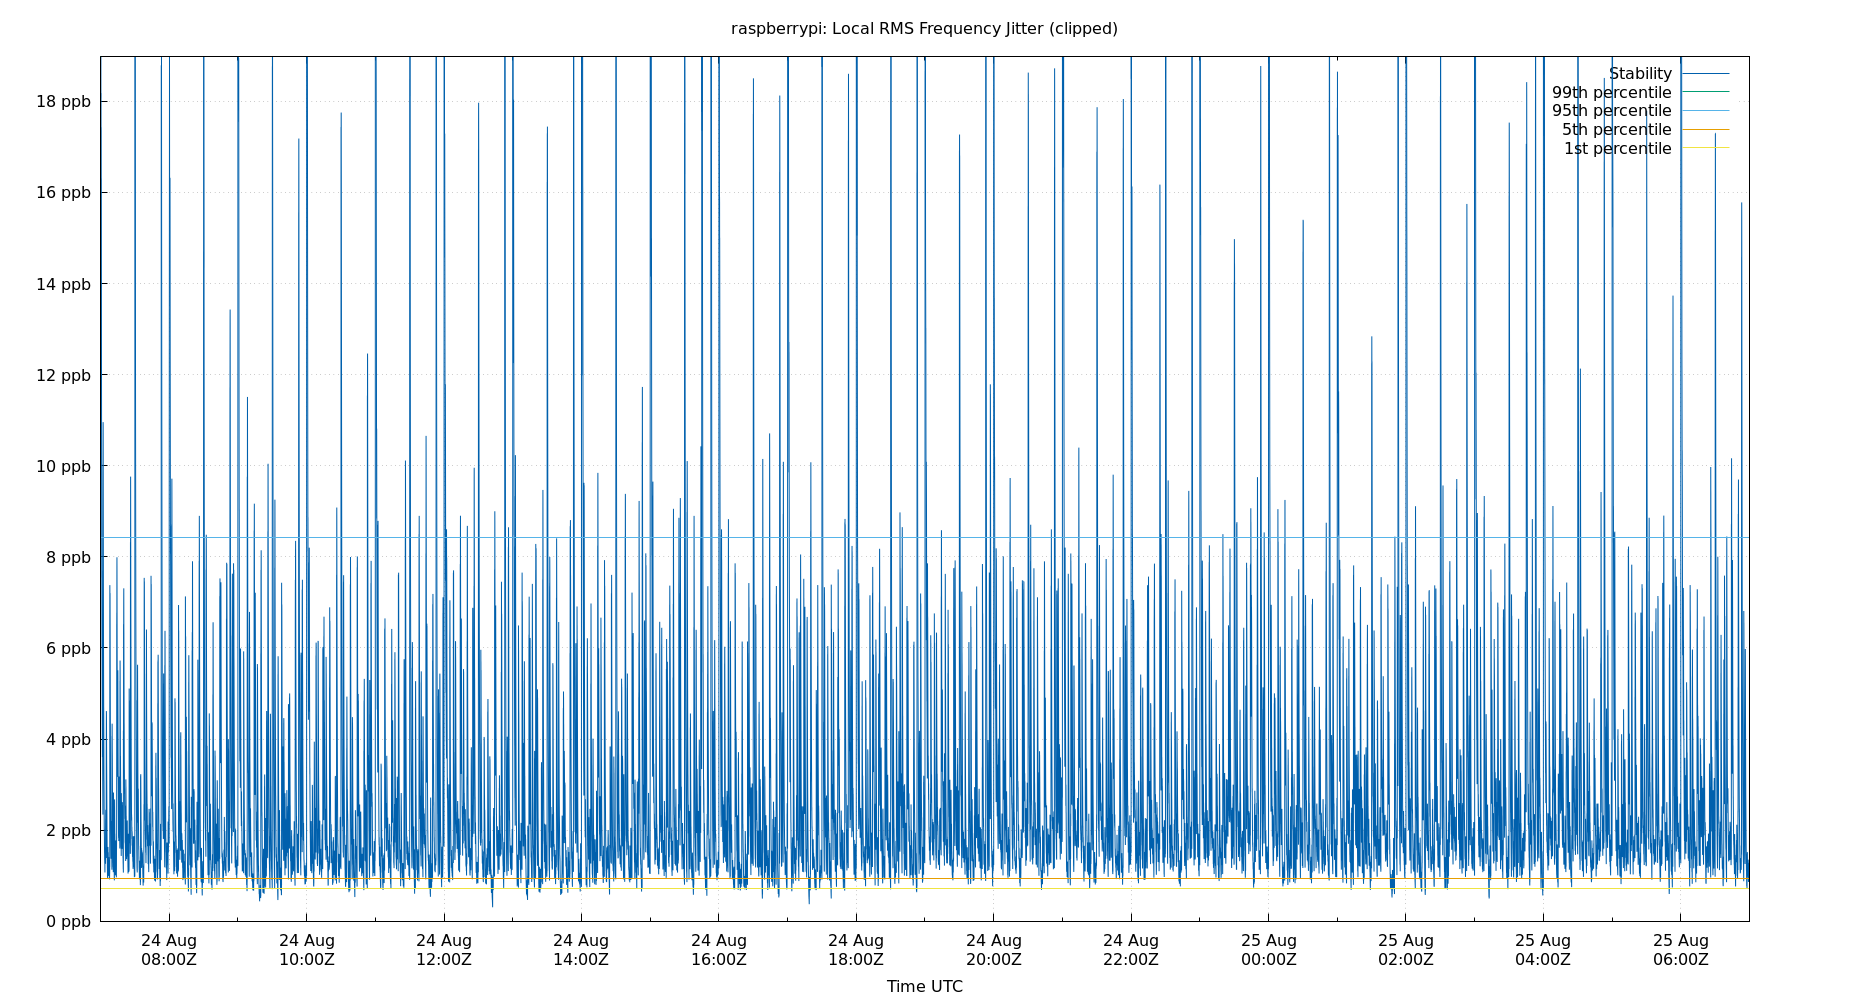 raspberrypi: Local RMS Frequency Jitter (clipped)
Stability
99th percentile
95th percentile
5th percentile
1st percentile
18 ppb
16 ppb
14 ppb
12 ppb
10 ppb
8 ppb
6 ppb
4 ppb
2 ppb
0 ppb
24 Aug 24 Aug 24 Aug 24 Aug 24 Aug 24 Aug 24 Aug 24 Aug 25 Aug 25 Aug 25 Aug 25 Aug
08:00Z 10:00Z 12:00Z 14:00Z 16:00Z 18:00Z 20:00Z 22:00Z 00:00Z 02:00Z 04:00Z 06:00Z
Time UTC